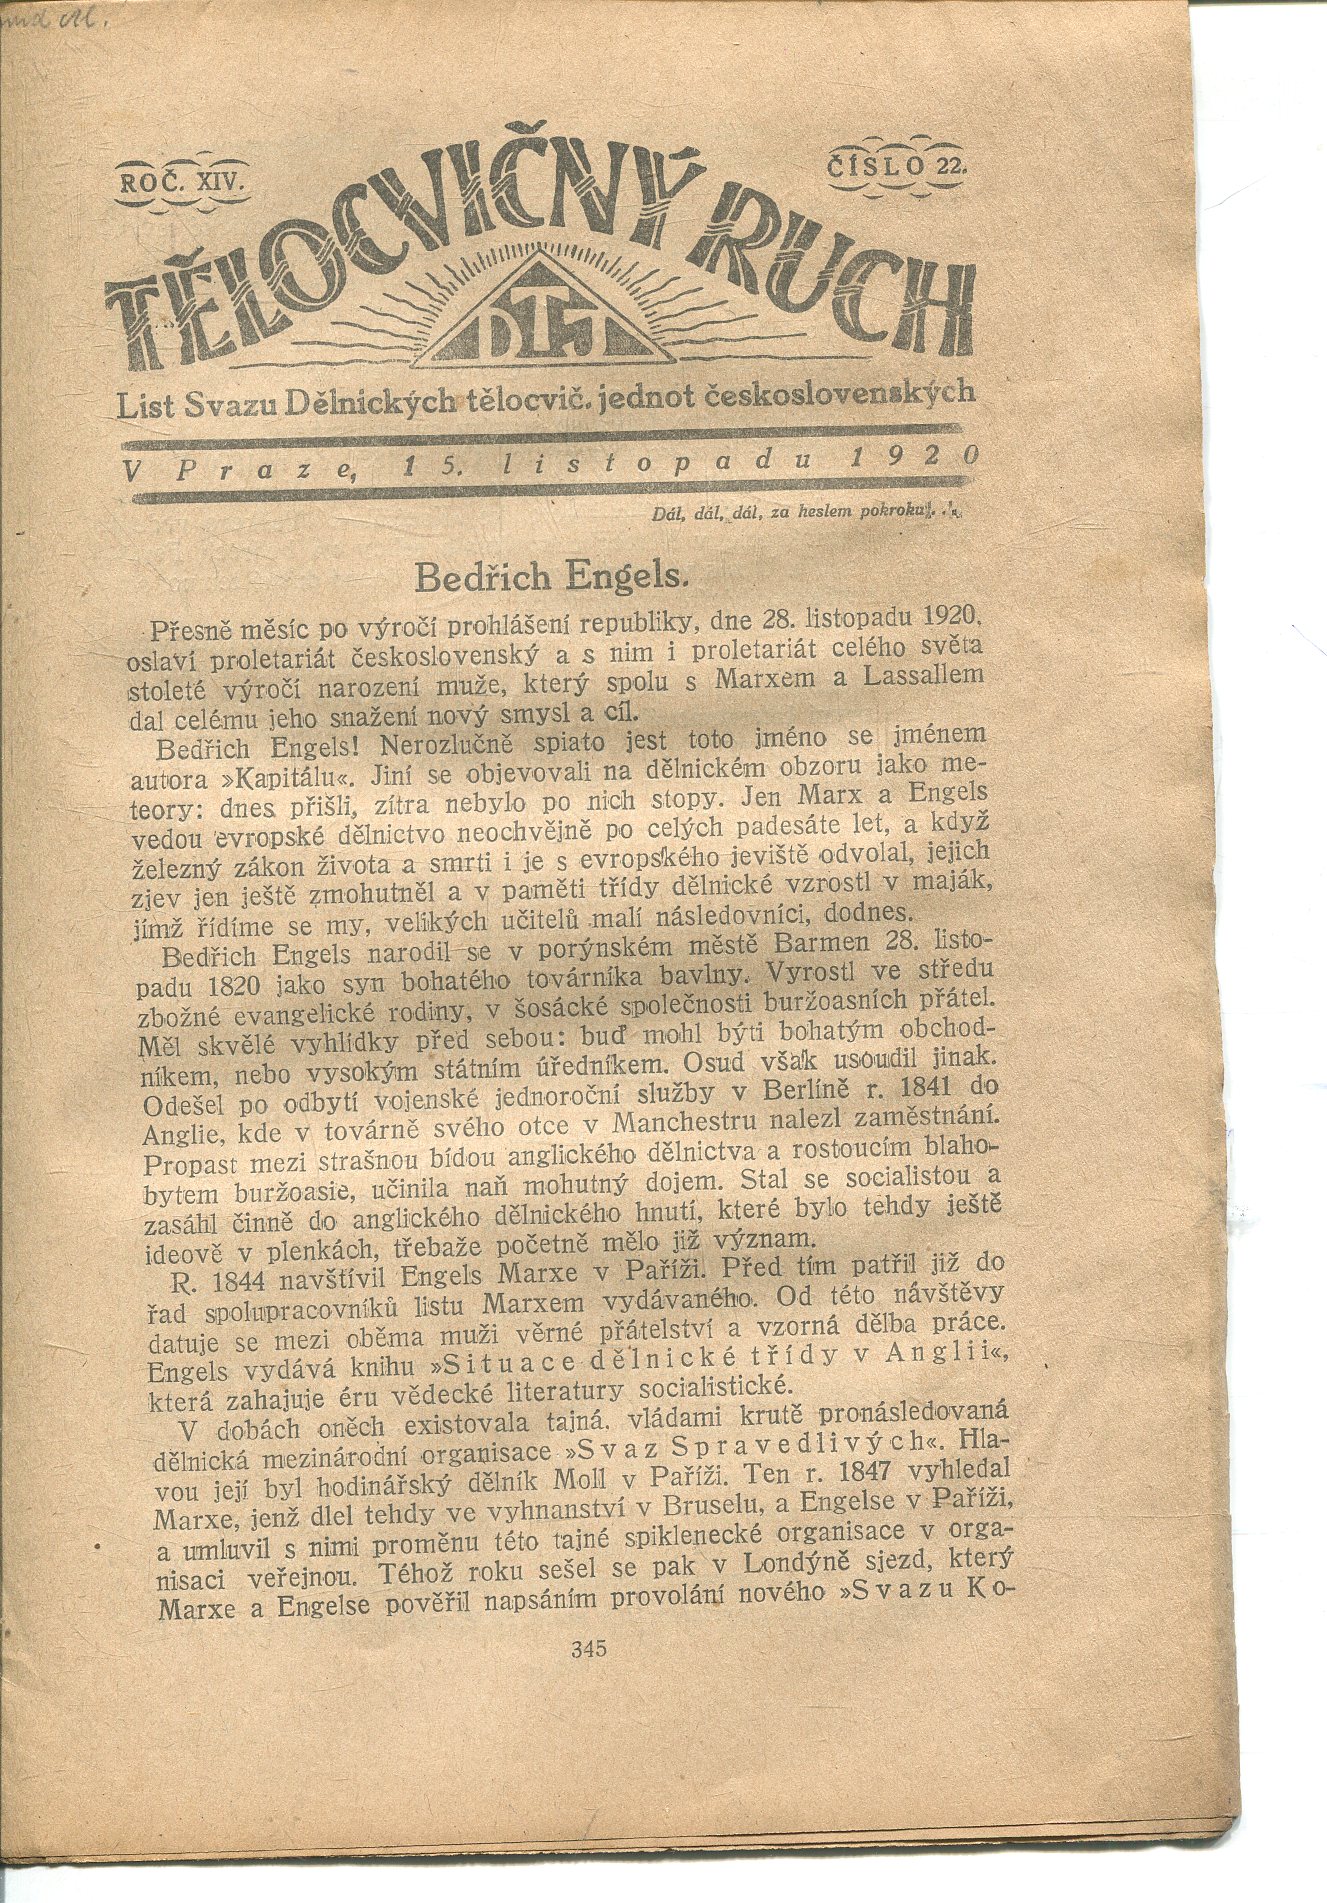 ROČ. XIV.
ČÍSLO 22.
TĚLOCVIČNÝ RUCH
DTJ
List Svazu Dělnických tělocvič. jednot československých
V Praze, 15. listopadu 1920
Dál, dál, dál, za heslem pokroku
Bedřich Engels.
Přesně měsíc po výročí prohlášení republiky, dne 28. listopadu 1920,
oslaví proletariát československý a s nim i proletariát celého světa
stoleté výročí narození muže, který spolu s Marxem a Lassallem
dal celému jeho snažení nový smysl a cíl.
Bedřich Engels! Nerozlučně spiato jest toto jméno se jménem
autora »Kapitálu«. Jiní se objevovali na dělnickém obzoru jako me-
teory: dnes přišli, zítra nebylo po nich stopy. Jen Marx a Engels
vedou evropské dělnictvo neochvějně po celých padesáte let, a když
železný zákon života a smrti i je s evropského jeviště odvolal, jejich
zjev jen ještě zmohutněl a v paměti třídy dělnické vzrostl v maják,
jímž řídíme se my, velikých učitelů malí následovníci, dodnes.
Bedřich Engels narodil se v porýnském městě Barmen 28. listo-
padu 1820 jako syn bohatého továrníka bavlny. Vyrostl ve středu
zbožné evangelické rodiny, v šosácké společnosti buržoasních přátel.
Měl skvělé vyhlídky před sebou: buď mohl býti bohatým obchod-
níkem, nebo vysokým státním úředníkem. Osud však usoudil jinak.
Odešel po odbytí vojenské jednoroční služby v Berlíně r. 1841 do
Anglie, kde v továrně svého otce v Manchestru nalezl zaměstnání.
Propast mezi strašnou bídou anglického dělnictva a rostoucím blaho-
bytem buržoasie, učinila naň mohutný dojem. Stal se socialistou a
zasáhl činně do anglického dělnického hnutí, které bylo tehdy ještě
ideově v plenkách, třebaže početně mělo již význam.
R. 1844 navštívil Engels Marxe v Paříži. Před tím patřil již do
řad spolupracovníků listu Marxem vydávaného. Od této návštěvy
datuje se mezi oběma muži věrné přátelství a vzorná dělba práce.
Engels vydává knihu »Situace dělnické třídy v Anglii«,
která zahajuje éru vědecké literatury socialistické.
V dobách oněch existovala tajná, vládami krutě pronásledovaná
dělnická mezinárodní organisace »Svaz Spravedlivých«. Hla-
vou její byl hodinářský dělník Moll v Paříži. Ten r. 1847 vyhledal
Marxe, jenž dlel tehdy ve vyhnanství v Bruselu, a Engelse v Paříži,
a umluvil s nimi proměnu této tajné spiklenecké organisace v orga-
nisaci veřejnou. Téhož roku sešel se pak v Londýně sjezd, který
Marxe a Engelse pověřil napsáním provolání nového »Svazu Ko-
345